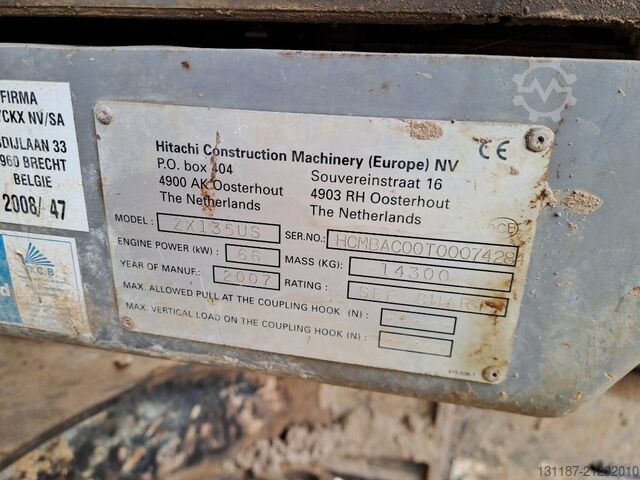 FIRMA
YCKX NV/SA
DIJLAAN 33
960 BRECHT
BELGIE
2008/ 47
Hitachi Construction Machinery (Europe) NV
P.O. box 404
4900 AK Oosterhout
The Netherlands
Souvereinstraat 16
4903 RH Oosterhout
The Netherlands
CE
MODEL : ZX135US
SER.NO.: HCMBAC00T00074284
ENGINE POWER (kW) : 66
MASS (KG) : 14300
YEAR OF MANUF.: 2007
RATING : SEE CHART
MAX. ALLOWED PULL AT THE COUPLING HOOK (N) :
MAX. VERTICAL LOAD ON THE COUPLING HOOK (N) :
131187-21202010